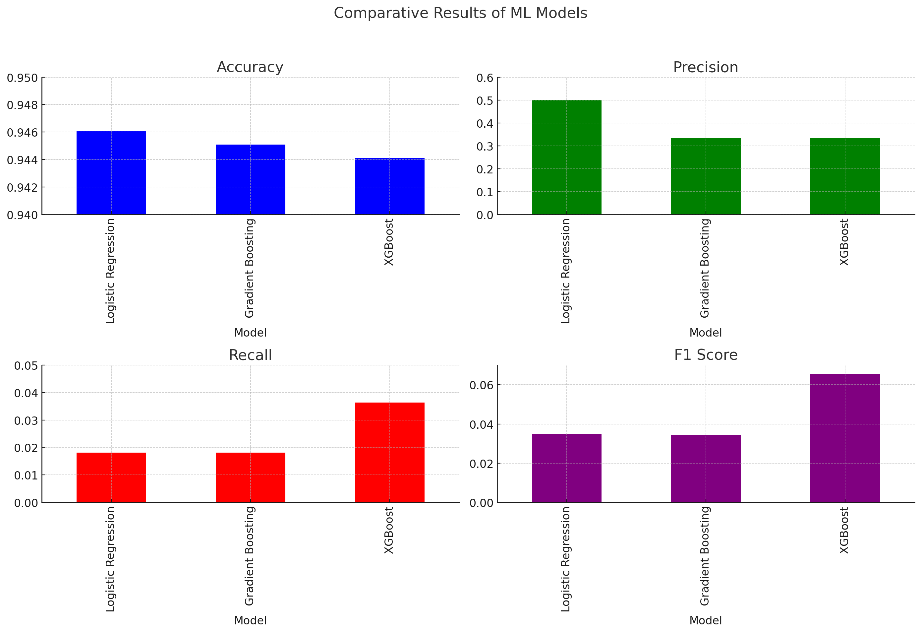 Comparative Results of ML Models
Accuracy
0.950
0.948
0.946
0.944
0.942
0.940
Logistic Regression
Gradient Boosting
XGBoost
Model
Precision
0.6
0.5
0.4
0.3
0.2
0.1
0.0
Logistic Regression
Gradient Boosting
XGBoost
Model
Recall
0.05
0.04
0.03
0.02
0.01
0.00
Logistic Regression
Gradient Boosting
XGBoost
Model
F1 Score
0.06
0.04
0.02
0.00
Logistic Regression
Gradient Boosting
XGBoost
Model